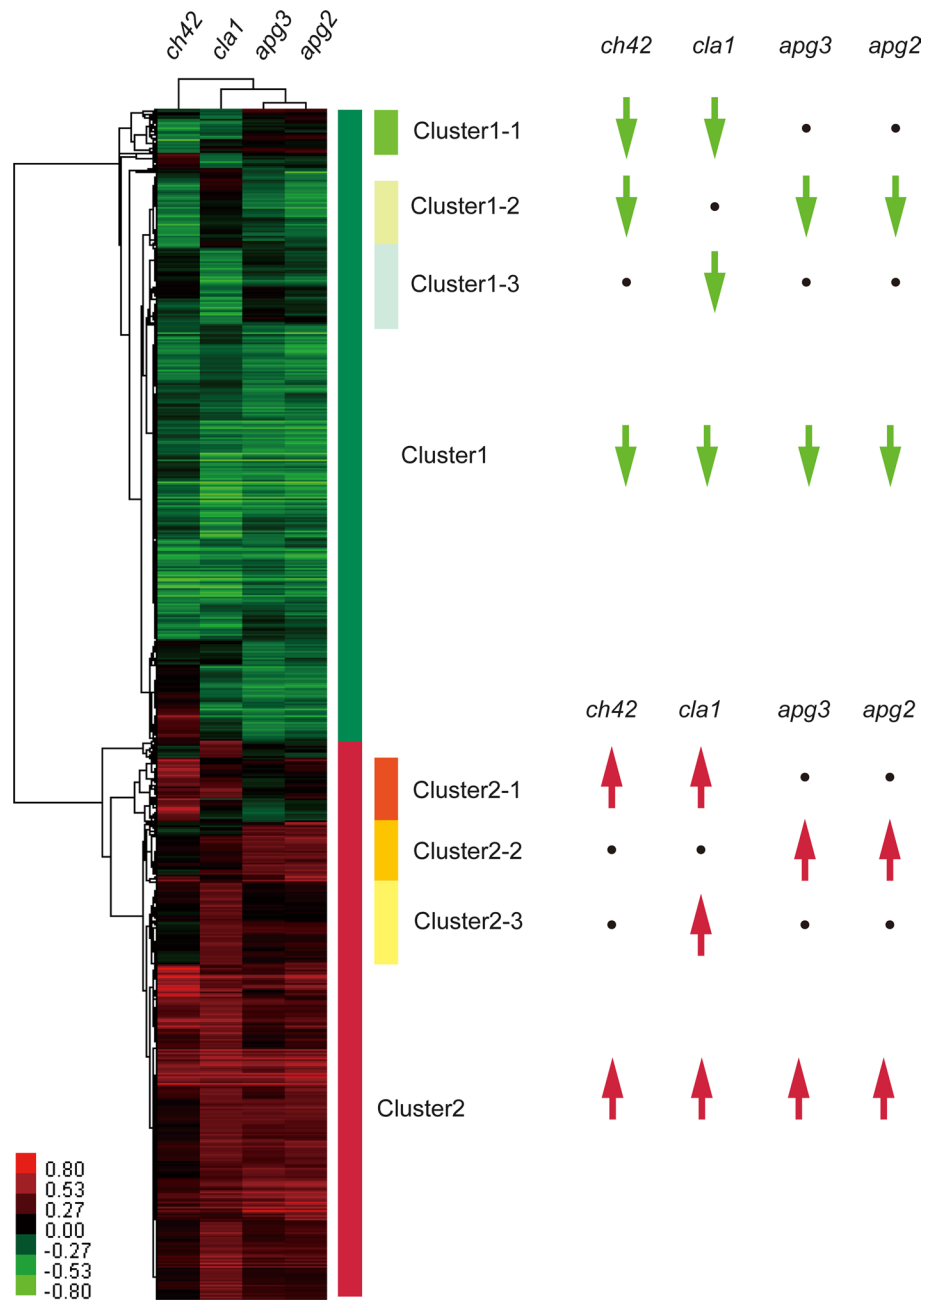 ch42 cla1 apg3 apg2
ch42 cla1 apg3 apg2
Cluster1-1
Cluster1-2
Cluster1-3
Cluster1
ch42 cla1 apg3 apg2
Cluster2-1
Cluster2-2
Cluster2-3
Cluster2
0.80
0.53
0.27
0.00
-0.27
-0.53
-0.80